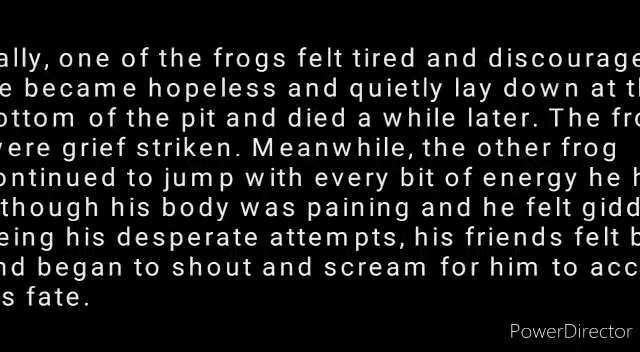 ally, one of the frogs felt tired and discourage
e became hopeless and quietly lay down at t
ottom of the pit and died a while later. The fro
were grief striken. Meanwhile, the other frog
ontinued to jump with every bit of energy he h
lthough his body was paining and he felt gidd
eing his desperate attempts, his friends felt b
nd began to shout and scream for him to acc
s fate.
PowerDirector